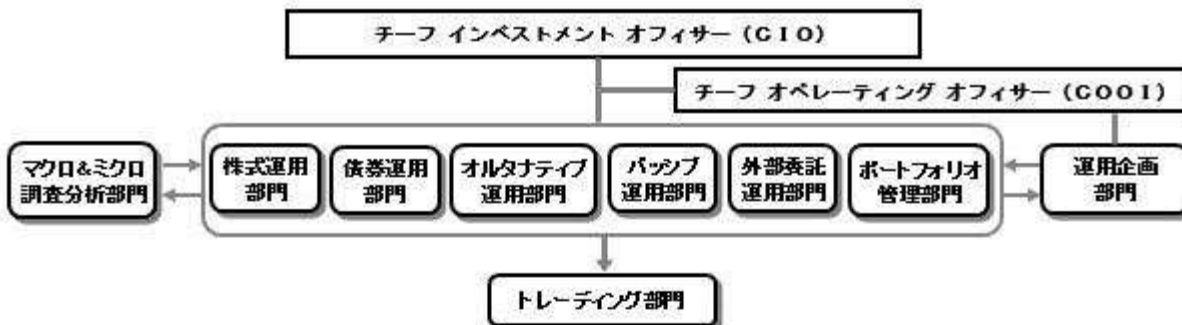 チーフ インベストメント オフィサー (CIO)
チーフ オペレーティング オフィサー (COOI)
マクロ&ミクロ
調査分析部門
株式運用
部門
債券運用
部門
オルタナティブ
運用部門
パッシブ
運用部門
外部委託
運用部門
ポートフォリオ
管理部門
運用企画
部門
トレーディング部門